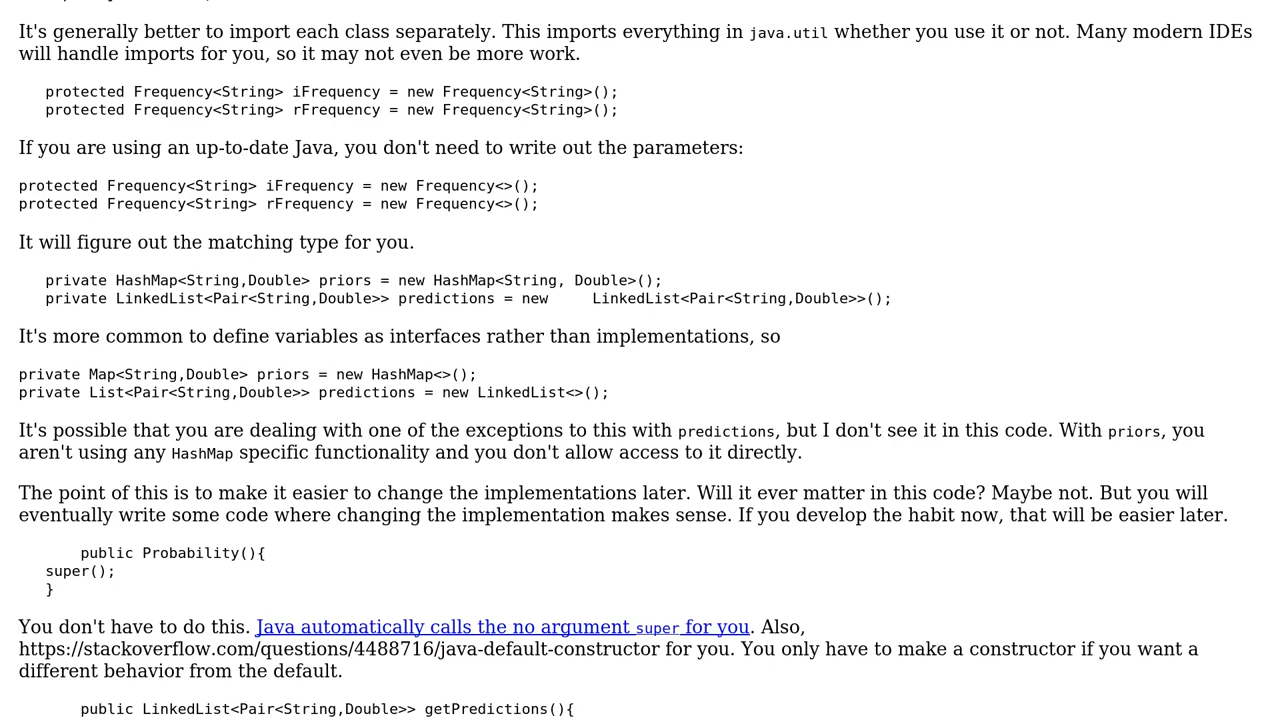 It's generally better to import each class separately. This imports everything in java.util whether you use it or not. Many modern IDEs
will handle imports for you, so it may not even be more work.
protected Frequency<String> iFrequency = new Frequency<String>();
protected Frequency<String> rFrequency = new Frequency<String>();
If you are using an up-to-date Java, you don't need to write out the parameters:
protected Frequency<String> iFrequency = new Frequency<>();
protected Frequency<String> rFrequency = new Frequency<>();
It will figure out the matching type for you.
private HashMap<String,Double> priors = new HashMap<String, Double>();
private LinkedList<Pair<String,Double>> predictions = new     LinkedList<Pair<String,Double>>();
It's more common to define variables as interfaces rather than implementations, so
private Map<String,Double> priors = new HashMap<>();
private List<Pair<String,Double>> predictions = new LinkedList<>();
It's possible that you are dealing with one of the exceptions to this with predictions, but I don't see it in this code. With priors, you
aren't using any HashMap specific functionality and you don't allow access to it directly.
The point of this is to make it easier to change the implementations later. Will it ever matter in this code? Maybe not. But you will
eventually write some code where changing the implementation makes sense. If you develop the habit now, that will be easier later.
public Probability(){
super();
}
You don't have to do this. Java automatically calls the no argument super for you. Also,
https://stackoverflow.com/questions/4488716/java-default-constructor for you. You only have to make a constructor if you want a
different behavior from the default.
public LinkedList<Pair<String,Double>> getPredictions(){